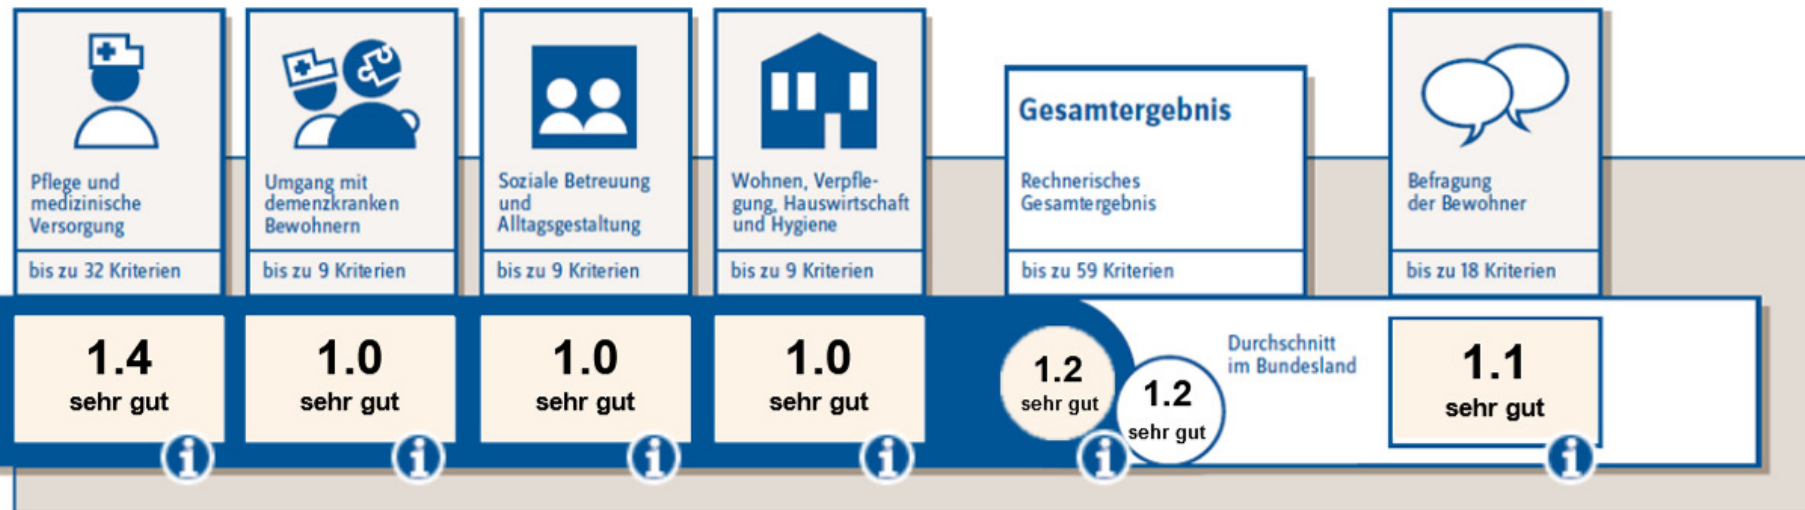 Pflege und
medizinische
Versorgung
bis zu 32 Kriterien
1.4
sehr gut
Umgang mit
demenzkranken
Bewohnern
bis zu 9 Kriterien
1.0
sehr gut
Soziale Betreuung
und
Alltagsgestaltung
bis zu 9 Kriterien
1.0
sehr gut
Wohnen, Verpfle-
gung, Hauswirtschaft
und Hygiene
bis zu 9 Kriterien
1.0
sehr gut
Gesamtergebnis
Rechnerisches
Gesamtergebnis
bis zu 59 Kriterien
1.2
sehr gut
1.2
sehr gut
Durchschnitt
im Bundesland
Befragung
der Bewohner
bis zu 18 Kriterien
1.1
sehr gut